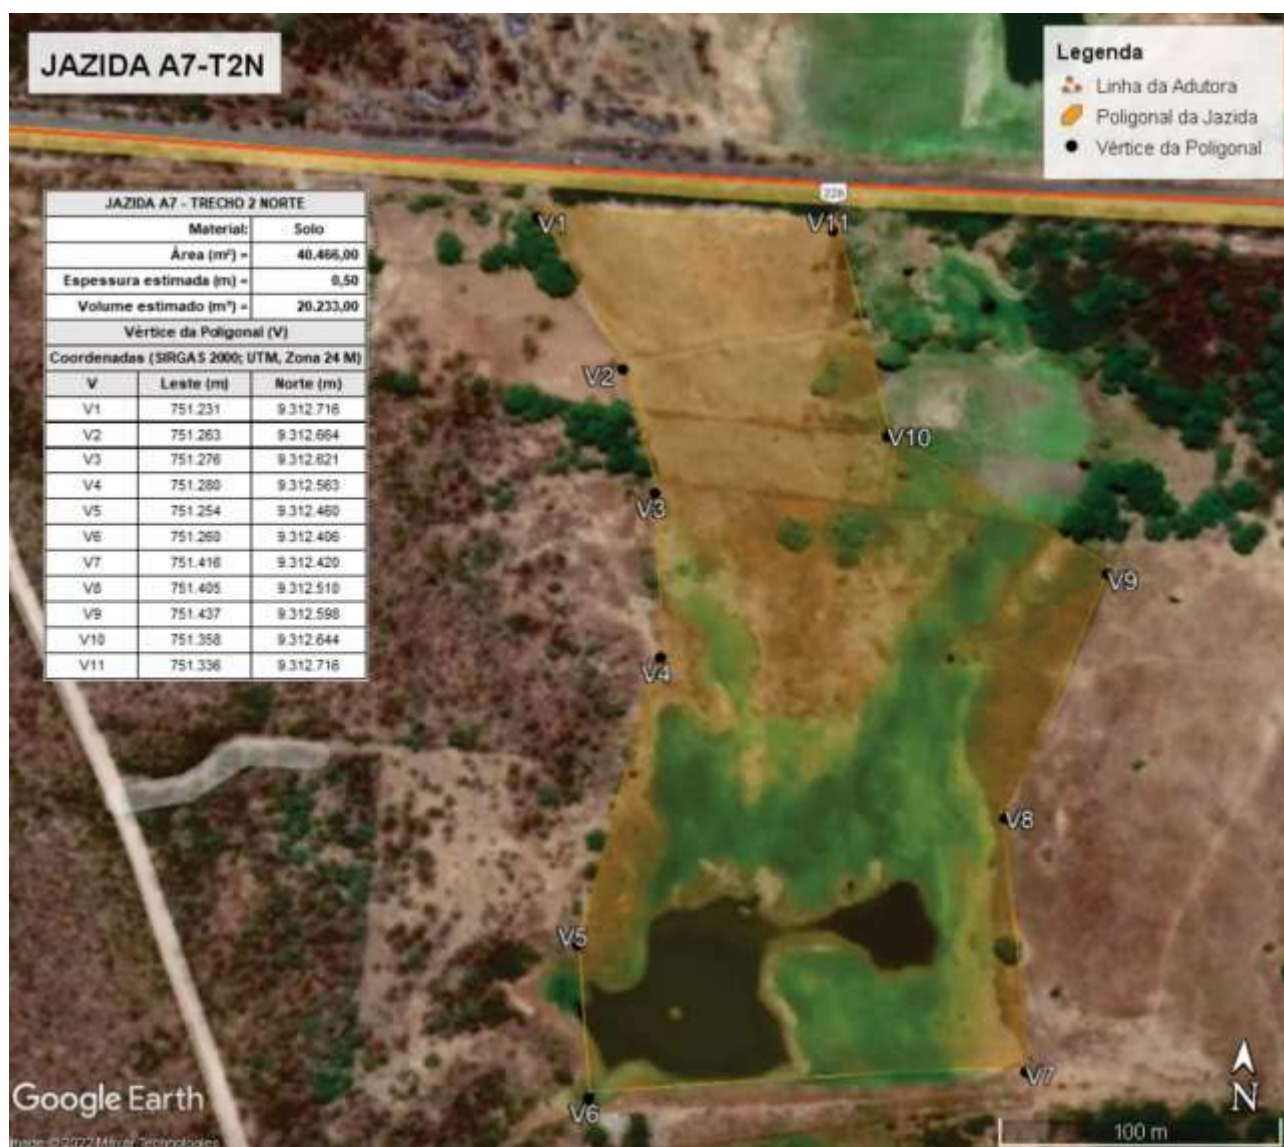 JAZIDA A7-T2N
Legenda
Linha da Adutora
Poligonal da Jazida
Vértice da Poligonal
226
JAZIDA A7 - TRECHO 2 NORTE
Material: Solo
Área (m²) = 40.466,00
Espessura estimada (m) = 0,50
Volume estimado (m³) = 20.233,00
Vértice da Poligonal (V)
Coordenadas (SIRGAS 2000; UTM, Zona 24 M)
V Leste (m) Norte (m)
V1 751.231 9.312.716
V2 751.263 9.312.664
V3 751.276 9.312.621
V4 751.280 9.312.563
V5 751.254 9.312.460
V6 751.260 9.312.406
V7 751.416 9.312.420
V8 751.405 9.312.510
V9 751.437 9.312.598
V10 751.358 9.312.644
V11 751.336 9.312.716
V1
V11
V2
V10
V3
V9
V4
V8
V5
V7
V6
N
100 m
Google Earth
Image © 2022 Maxar Technologies